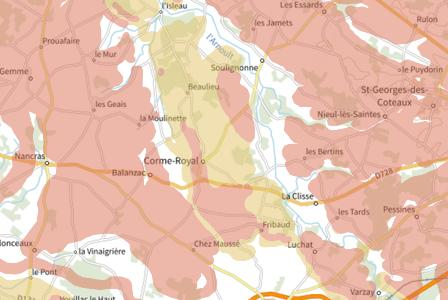 l'Isleau
Les Essards
les Jamets
Rulon
Prouafaire
l'Arnoult
le Mur
Soulignonne
le Puydorin
Gemme
Beaulieu
St-Georges-des-
Coteaux
les Geais
la Moulinette
Nieul-lès-Saintes
Nancras
Corme-Royal
les Bertins
Balanzac
D728
La Clisse
les Tards
Pessines
Fribaud
Chez Maussé
Luchat
la Vainaigrière
le Pont
Varzay